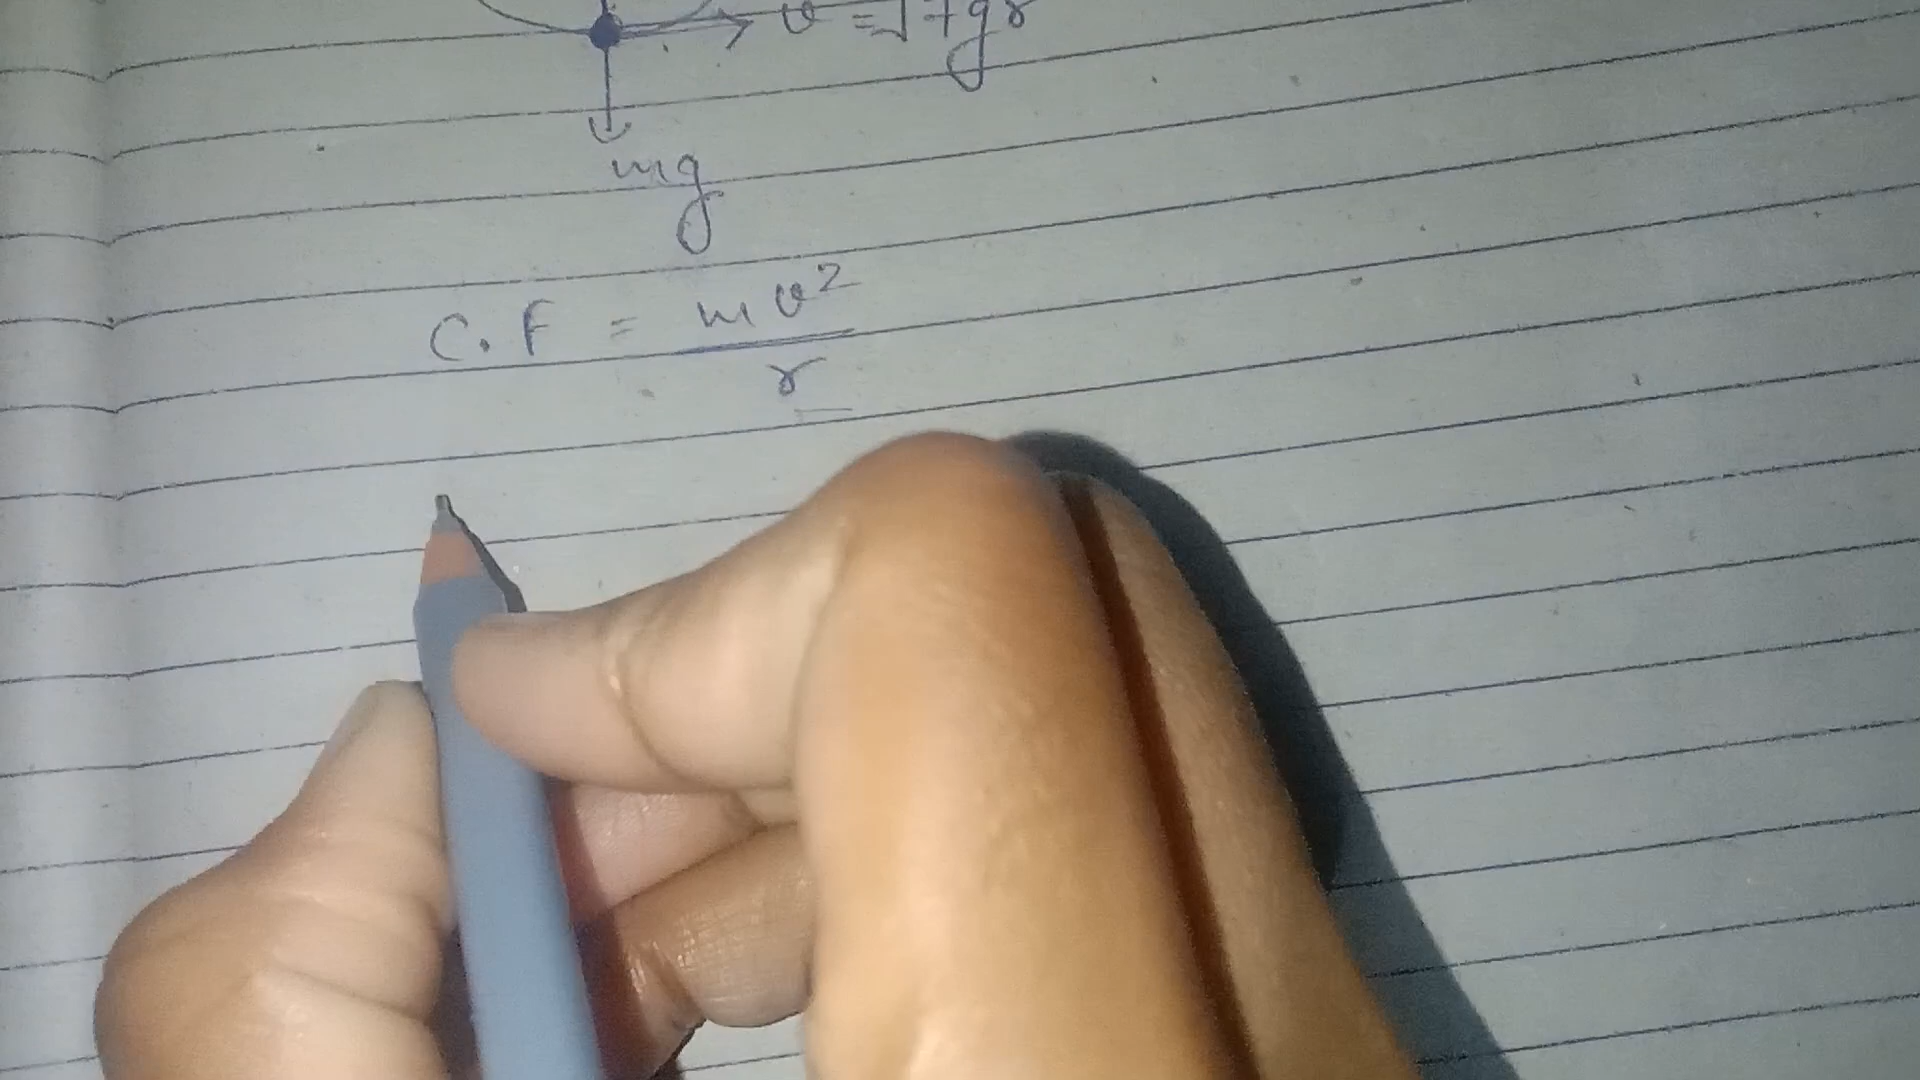 v = √7gr
mg
C.F = mv²/r